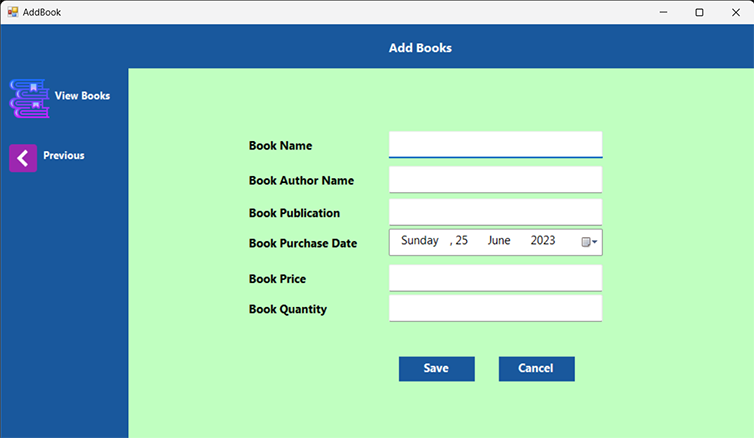 AddBook
Add Books
View Books
Previous
Book Name
Book Author Name
Book Publication
Book Purchase Date
Sunday , 25 June 2023
Book Price
Book Quantity
Save Cancel